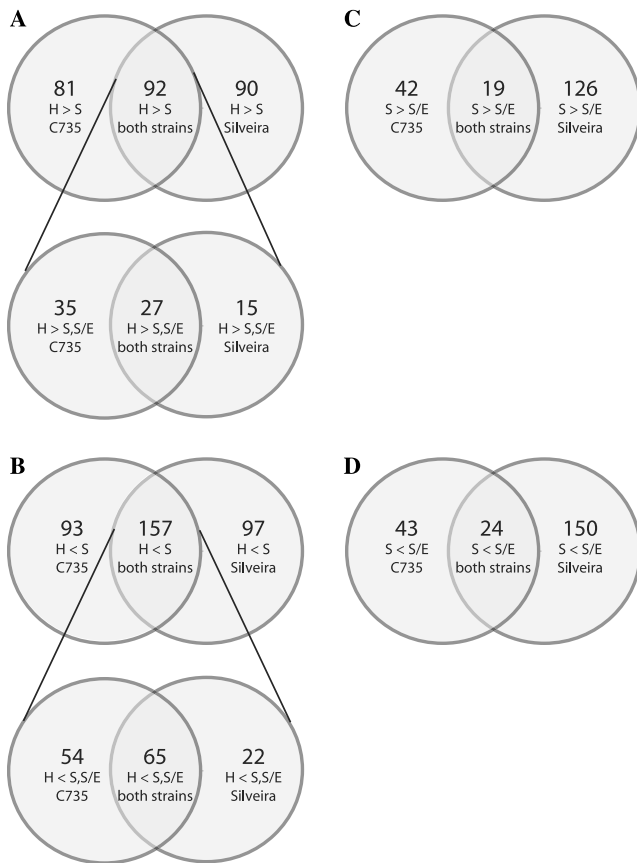 A
81
H > S
C735
92
H > S
both strains
90
H > S
Silveira
35
H > S,S/E
C735
27
H > S,S/E
both strains
15
H > S,S/E
Silveira
C
42
S > S/E
C735
19
S > S/E
both strains
126
S > S/E
Silveira
B
93
H < S
C735
157
H < S
both strains
97
H < S
Silveira
54
H < S,S/E
C735
65
H < S,S/E
both strains
22
H < S,S/E
Silveira
D
43
S < S/E
C735
24
S < S/E
both strains
150
S < S/E
Silveira